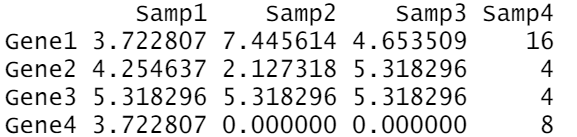 Samp1 Samp2 Samp3 Samp4
Gene1 3.722807 7.445614 4.653509 16
Gene2 4.254637 2.127318 5.318296 4
Gene3 5.318296 5.318296 5.318296 4
Gene4 3.722807 0.000000 0.000000 8